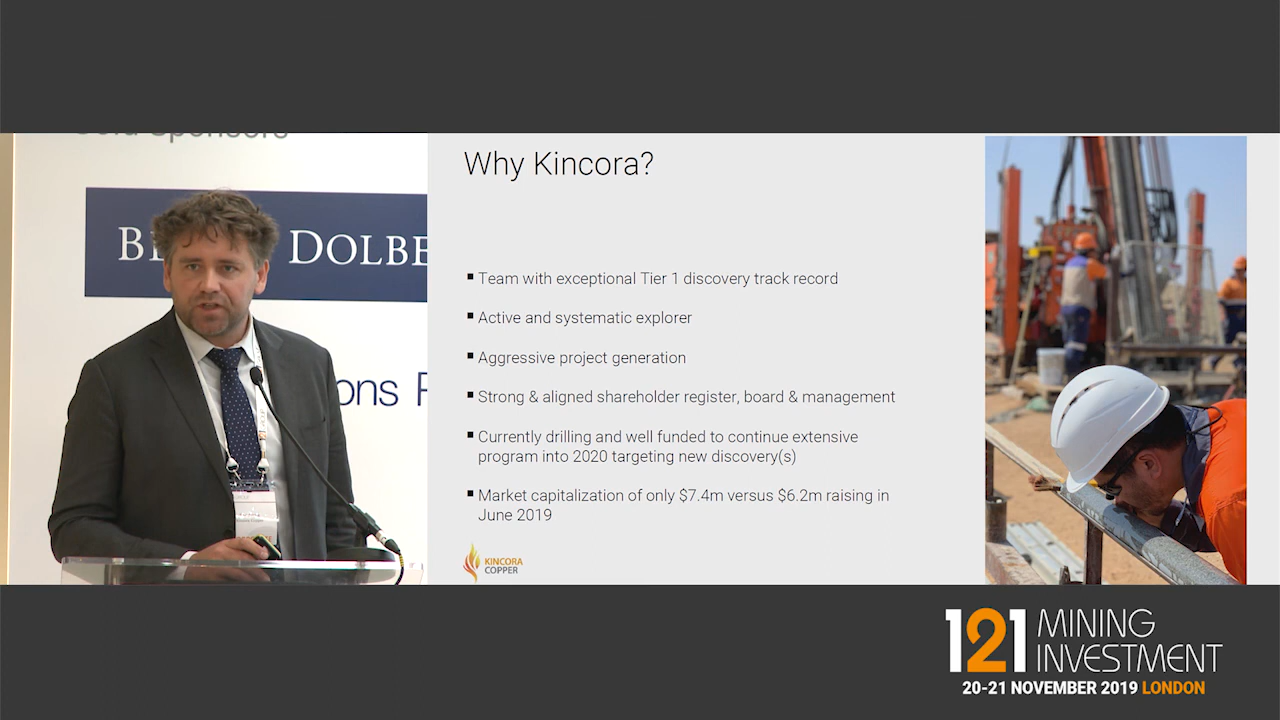 Gold Sponsors
DOLBE
ons
Why Kincora?
▪ Team with exceptional Tier 1 discovery track record
▪ Active and systematic explorer
▪ Aggressive project generation
▪ Strong & aligned shareholder register, board & management
▪ Currently drilling and well funded to continue extensive
program into 2020 targeting new discovery(s)
▪ Market capitalization of only $7.4m versus $6.2m raising in
June 2019
KINCORA
COPPER
121 MINING
INVESTMENT
20-21 NOVEMBER 2019 LONDON